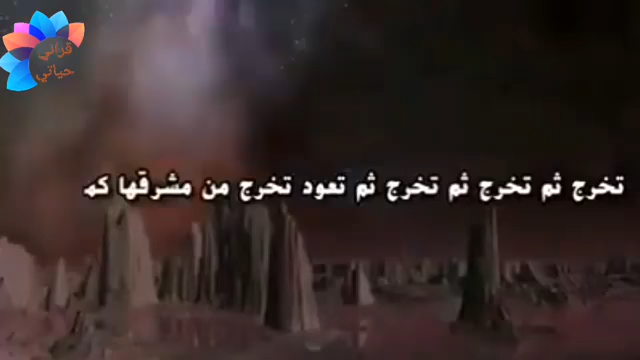 قرآني
حياتي
تخرج ثم تخرج ثم تخرج ثم تعود تخرج من مشرقها كم